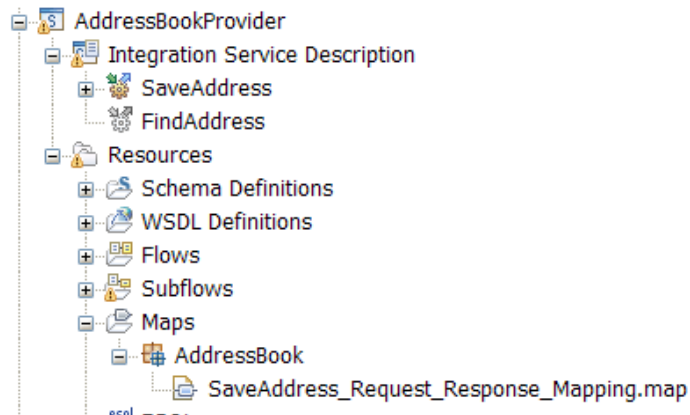 AddressBookProvider
Integration Service Description
SaveAddress
FindAddress
Resources
Schema Definitions
WSDL Definitions
Flows
Subflows
Maps
AddressBook
SaveAddress_Request_Response_Mapping.map